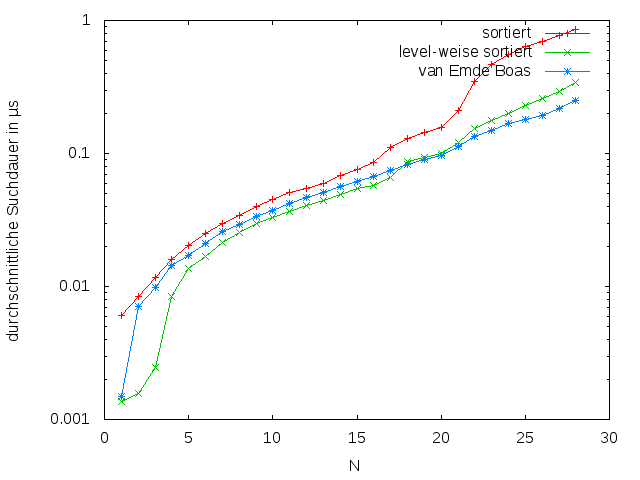 1
0.1
0.01
0.001
0 5 10 15 20 25 30
N
durchschnittliche Suchdauer in µs
sortiert
level-weise sortiert
van Emde Boas